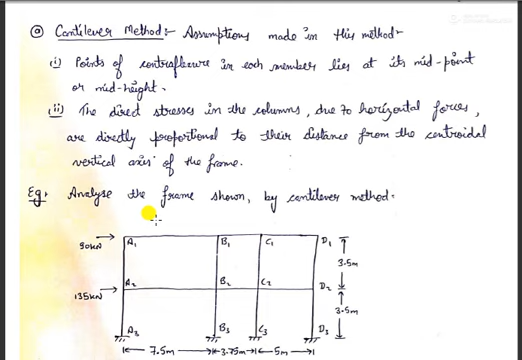 Cantilever Method:- Assumptions made in this method-
(i) Points of contraflexure in each member lies at its mid-point
or mid-height.
(ii) The direct stresses in the columns, due to horizontal forces,
are directly proportional to their distance from the centroidal
vertical axis of the frame.
Eg. Analyse the frame shown, by cantilever method-
90kN A1 B1 C1 D1
3.5m
135kN A2 B2 C2 D2
3.5m
A3 B3 C3 D3
7.5m 3.75m 5m